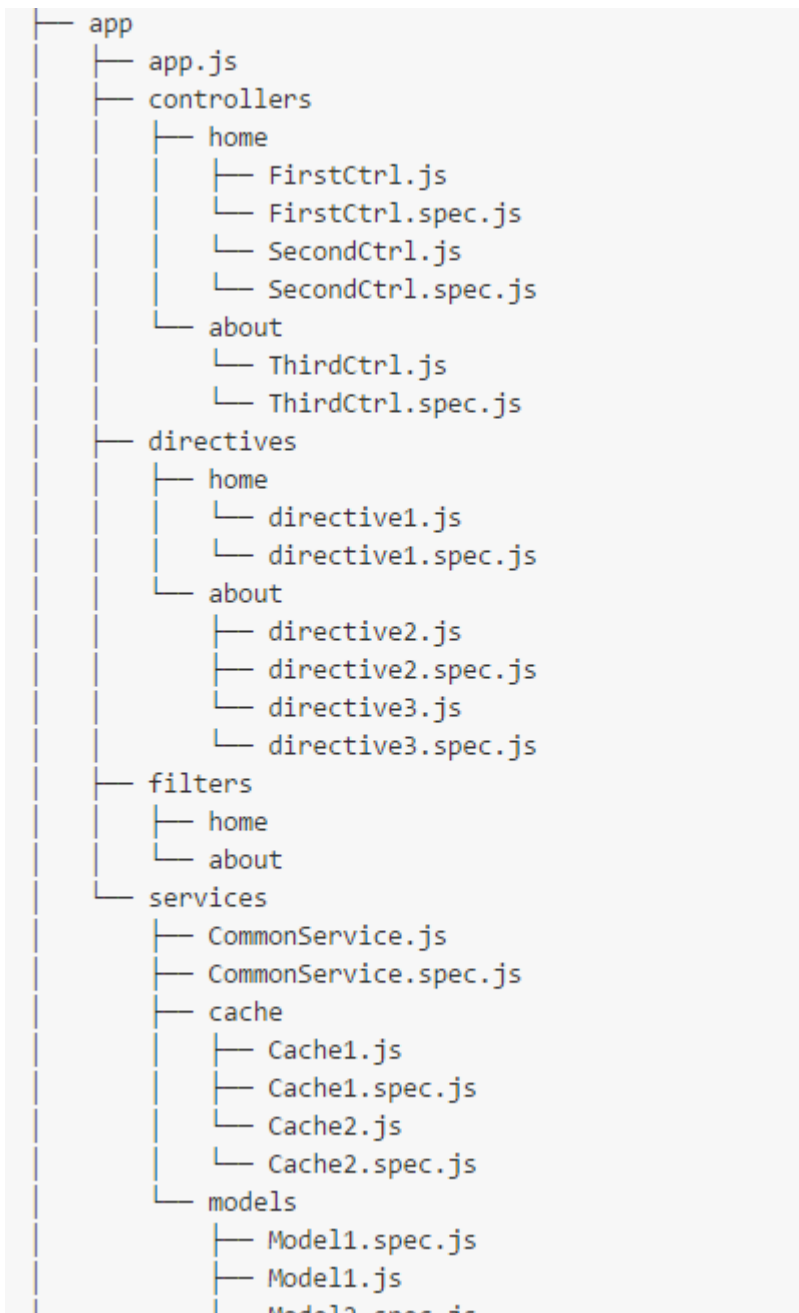 ├── app
│   ├── app.js
│   ├── controllers
│   │   ├── home
│   │   │   ├── FirstCtrl.js
│   │   │   └── FirstCtrl.spec.js
│   │   │   └── SecondCtrl.js
│   │   │   └── SecondCtrl.spec.js
│   │   └── about
│   │       └── ThirdCtrl.js
│   │       └── ThirdCtrl.spec.js
│   ├── directives
│   │   ├── home
│   │   │   └── directive1.js
│   │   │   └── directive1.spec.js
│   │   └── about
│   │       ├── directive2.js
│   │       ├── directive2.spec.js
│   │       └── directive3.js
│   │       └── directive3.spec.js
│   ├── filters
│   │   ├── home
│   │   └── about
│   └── services
│       ├── CommonService.js
│       ├── CommonService.spec.js
│       ├── cache
│       │   ├── Cache1.js
│       │   ├── Cache1.spec.js
│       │   └── Cache2.js
│       │   └── Cache2.spec.js
│       └── models
│           ├── Model1.spec.js
│           ├── Model1.js